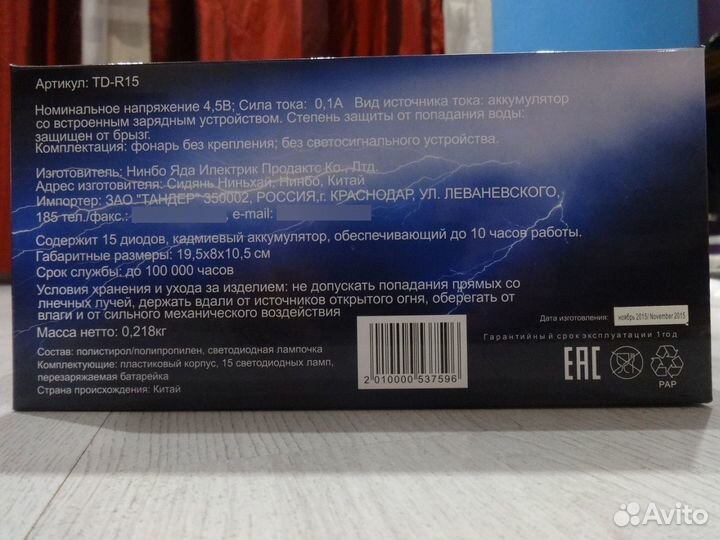 Артикул: TD-R15
Номинальное напряжение 4,5В; Сила тока: 0,1А Вид источника тока: аккумулятор
со встроенным зарядным устройством. Степень защиты от попадания воды:
защищен от брызг.
Комплектация: фонарь без крепления; без светосигнального устройства.
Изготовитель: Нинбо Яда Илектрик Продактс Ко., Лтд
Адрес изготовителя: Сидянь Ниньхай, Нинбо, Китай
Импортер: ЗАО "ТАНДЕР" 350002, РОССИЯ,г. КРАСНОДАР, УЛ. ЛЕВАНЕВСКОГО,
185 тел./факс.: , e-mail:
Содержит 15 диодов, кадмиевый аккумулятор, обеспечивающий до 10 часов работы.
Габаритные размеры: 19,5х8х10,5 см
Срок службы: до 100 000 часов
Условия хранения и ухода за изделием: не допускать попадания прямых со
лнечных лучей, держать вдали от источников открытого огня, оберегать от
влаги и от сильного механического воздействия
Масса нетто: 0,218кг
Состав: полистирол/полипропилен, светодиодная лампочка
Комплектующие: пластиковый корпус, 15 светодиодных ламп,
перезаряжаемая батарейка
Страна происхождения: Китай
2 010000 537596
Дата изготовления: ноябрь 2015/ November 2015
Гарантийный срок эксплуатации 1год
EAC
PAP
Avito